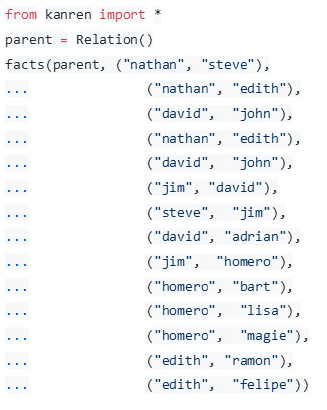 from kanren import *
parent = Relation()
facts(parent, ("nathan", "steve"),
... ("nathan", "edith"),
... ("david", "john"),
... ("nathan", "edith"),
... ("david", "john"),
... ("jim", "david"),
... ("steve", "jim"),
... ("david", "adrian"),
... ("jim", "homero"),
... ("homero", "bart"),
... ("homero", "lisa"),
... ("homero", "magie"),
... ("edith", "ramon"),
... ("edith", "felipe"))